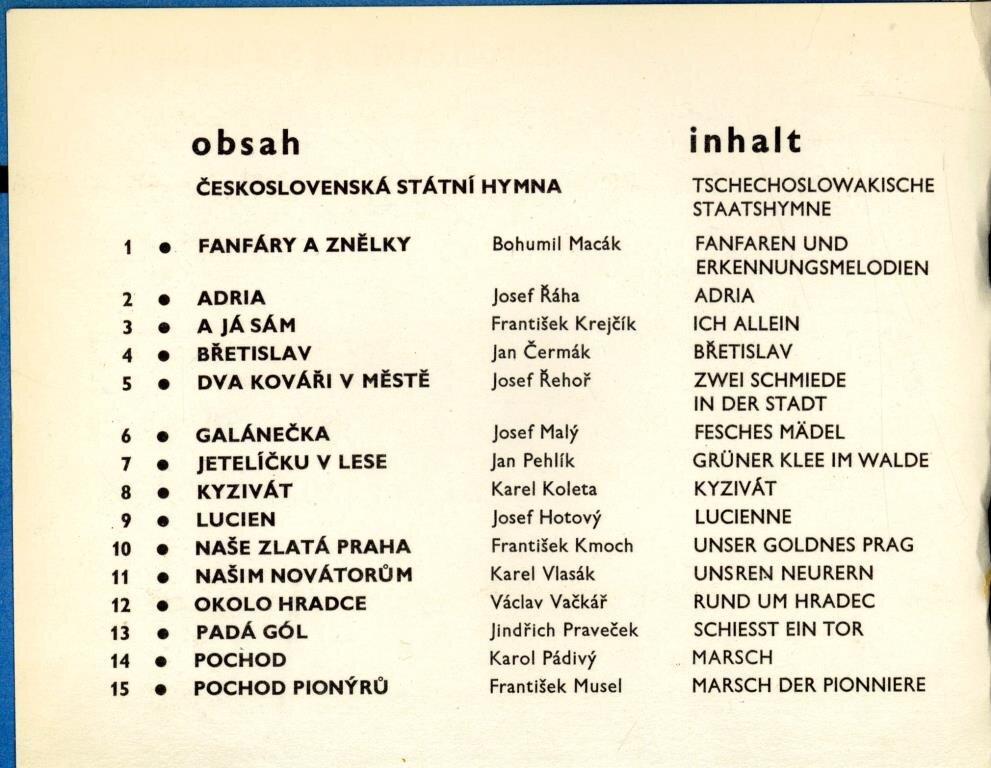 obsah inhalt
ČESKOSLOVENSKÁ STÁTNÍ HYMNA TSCHECHOSLOWAKISCHE
STAATSHYMNE
1 ● FANFÁRY A ZNĚLKY Bohumil Macák FANFAREN UND
ERKENNUNGSMELODIEN
2 ● ADRIA Josef Řáha ADRIA
3 ● A JÁ SÁM František Krejčík ICH ALLEIN
4 ● BŘETISLAV Jan Čermák BŘETISLAV
5 ● DVA KOVÁŘI V MĚSTĚ Josef Řehoř ZWEI SCHMIEDE
IN DER STADT
6 ● GALÁNEČKA Josef Malý FESCHES MÄDEL
7 ● JETELÍČKU V LESE Jan Pehlík GRÜNER KLEE IM WALDE
8 ● KYZIVÁT Karel Koleta KYZIVÁT
9 ● LUCIEN Josef Hotový LUCIENNE
10 ● NAŠE ZLATÁ PRAHA František Kmoch UNSER GOLDNES PRAG
11 ● NAŠIM NOVÁTORŮM Karel Vlasák UNSREN NEURERN
12 ● OKOLO HRADCE Václav Vačkář RUND UM HRADEC
13 ● PADÁ GÓL Jindřich Praveček SCHIESST EIN TOR
14 ● POCHOD Karol Pádivý MARSCH
15 ● POCHOD PIONÝRŮ František Musel MARSCH DER PIONNIERE